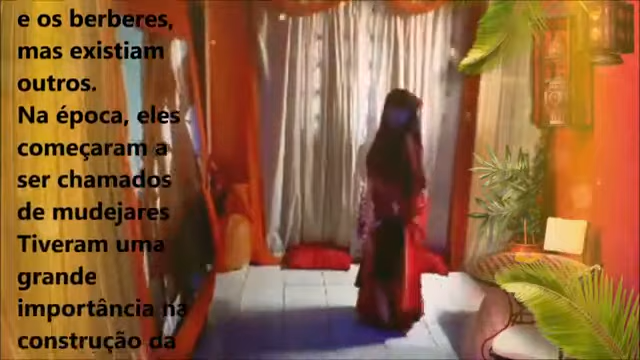 e os berberes,
mas existiam
outros.
Na época, eles
começaram a
ser chamados
de mudejares
Tiveram uma
grande
importância na
construção da